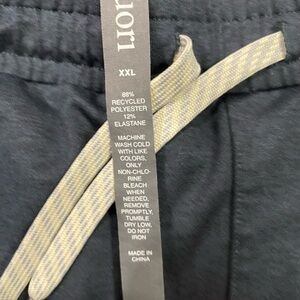 uori
XXL
88%
RECYCLED
POLYESTER
12%
ELASTANE
MACHINE
WASH COLD
WITH LIKE
COLORS,
ONLY
NON-CHLO-
RINE
BLEACH
WHEN
NEEDED,
REMOVE
PROMPTLY,
TUMBLE
DRY LOW,
DO NOT
IRON
MADE IN
CHINA